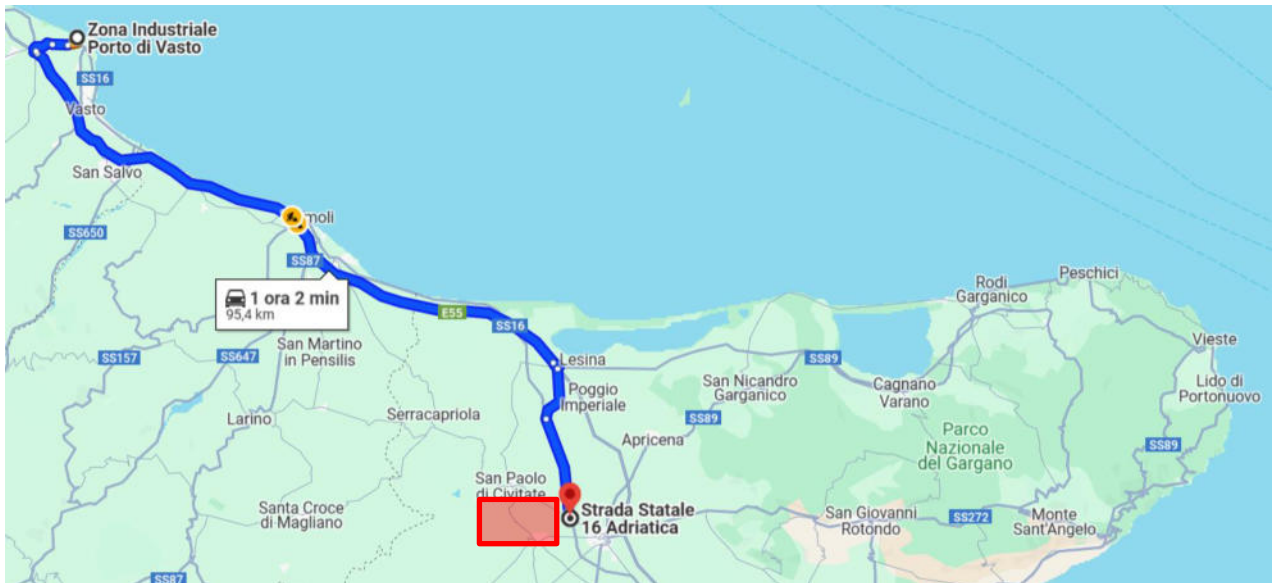 Zona Industriale
Porto di Vasto
SS16
Vasto
San Salvo
SS650
moli
SS87
1 ora 2 min
95,4 km
E55
SS16
San Martino
in Pensilis
SS157
SS647
Larino
Serracapriola
Lesina
Poggio
Imperiale
SS89
San Nicandro
Garganico
SS89
Apricena
Cagnano
Varano
Rodi
Garganico
Peschici
Vieste
Lido di
Portonuovo
SS89
Parco
Nazionale
del Gargano
San Paolo
di Civitate
Santa Croce
di Magliano
Strada Statale
16 Adriatica
San Giovanni
Rotondo
SS272
Monte
Sant'Angelo
SS87